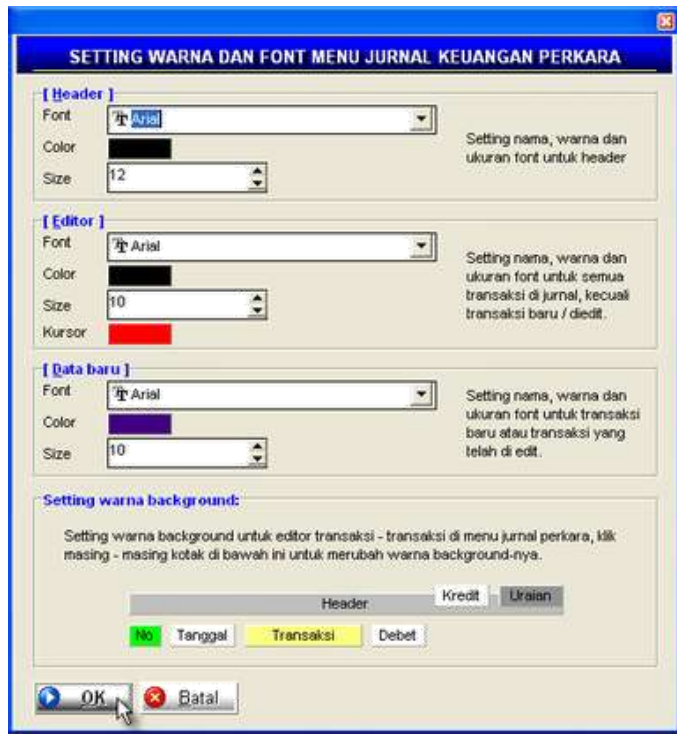 SETTING WARNA DAN FONT MENU JURNAL KEUANGAN PERKARA
[ Header ]
Font
Arial
Color
Size
12
Setting nama, warna dan
ukuran font untuk header
[ Editor ]
Font
Arial
Color
Size
10
Kursor
Setting nama, warna dan
ukuran font untuk semua
transaksi di jurnal, kecuali
transaksi baru / diedit.
[ Data baru ]
Font
Arial
Color
Size
10
Setting nama, warna dan
ukuran font untuk transaksi
baru atau transaksi yang
telah di edit.
Setting warna background:
Setting warna background untuk editor transaksi - transaksi di menu jurnal perkara, klik
masing - masing kotak di bawah ini untuk merubah warna background-nya.
Header
Kredit
Uraian
No
Tanggal
Transaksi
Debet
OK
Batal